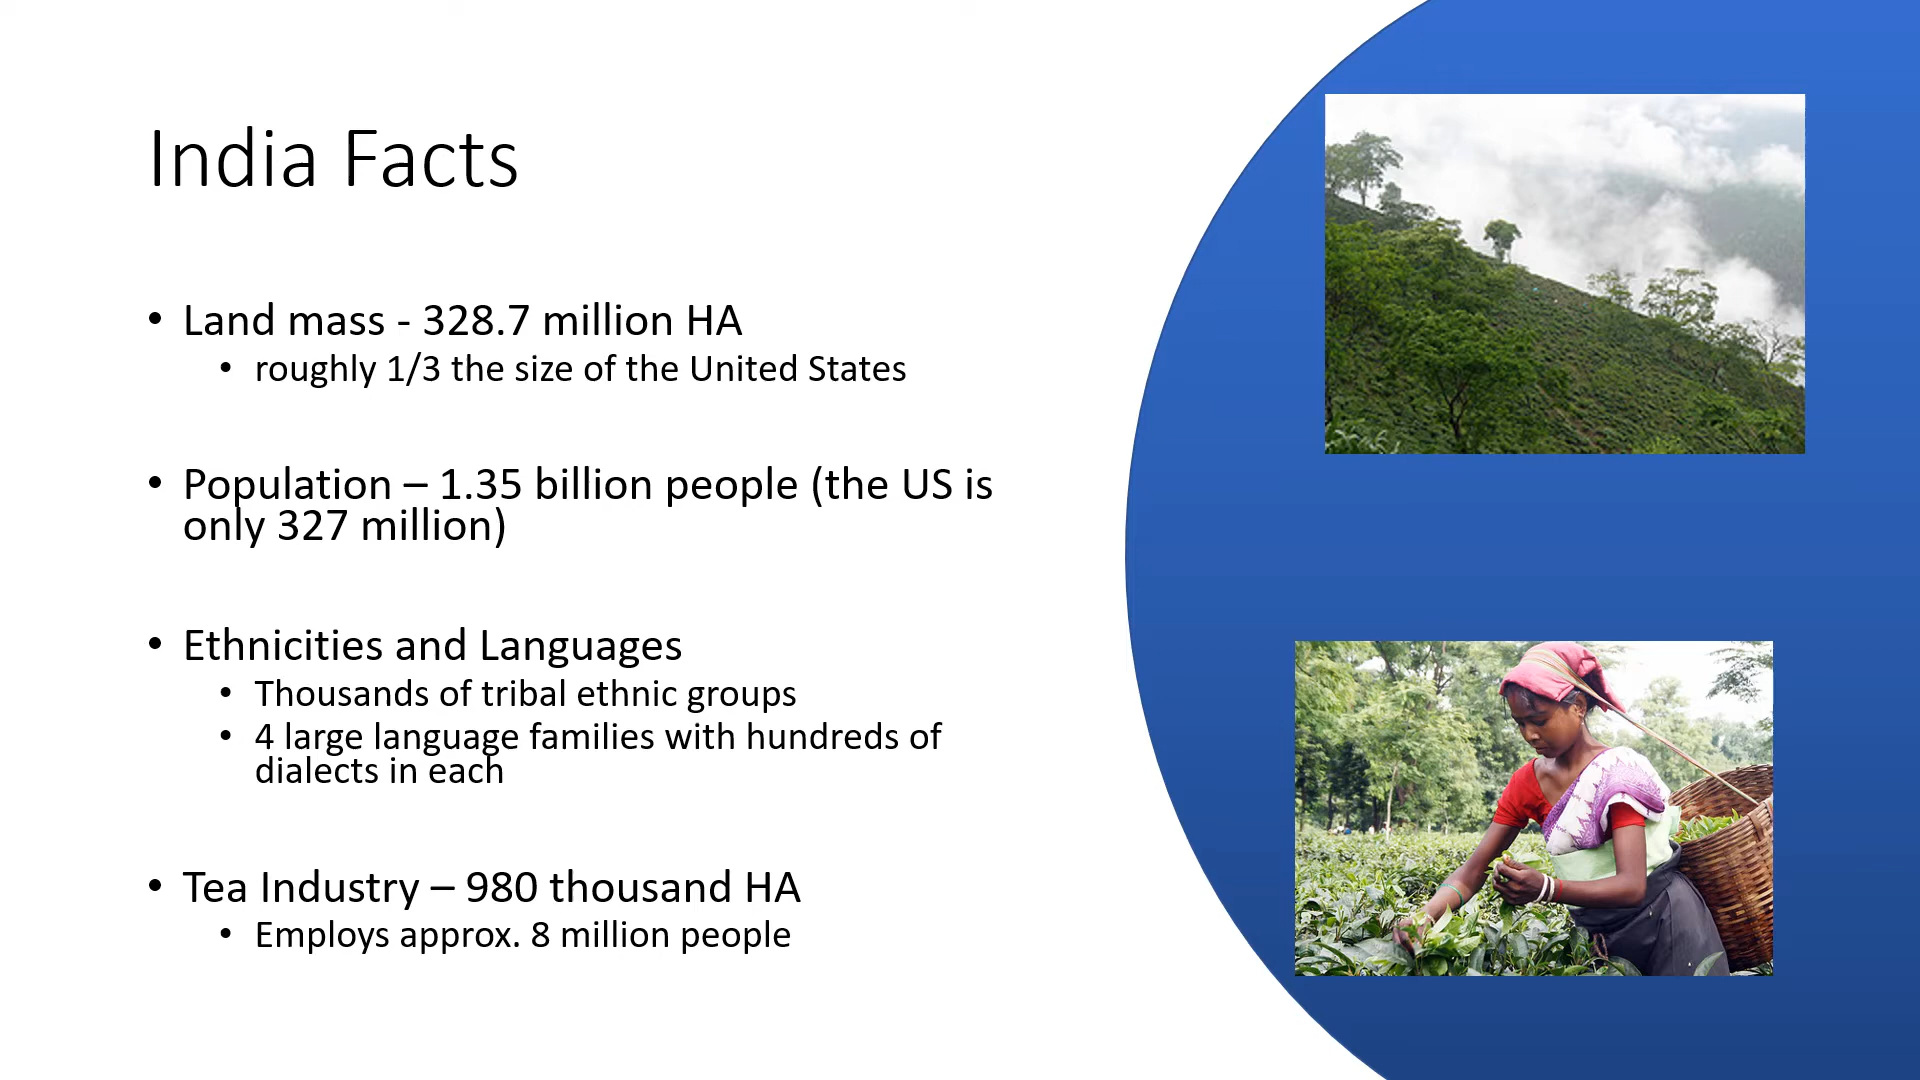 India Facts
• Land mass - 328.7 million HA
• roughly 1/3 the size of the United States
• Population – 1.35 billion people (the US is
only 327 million)
• Ethnicities and Languages
• Thousands of tribal ethnic groups
• 4 large language families with hundreds of
dialects in each
• Tea Industry – 980 thousand HA
• Employs approx. 8 million people